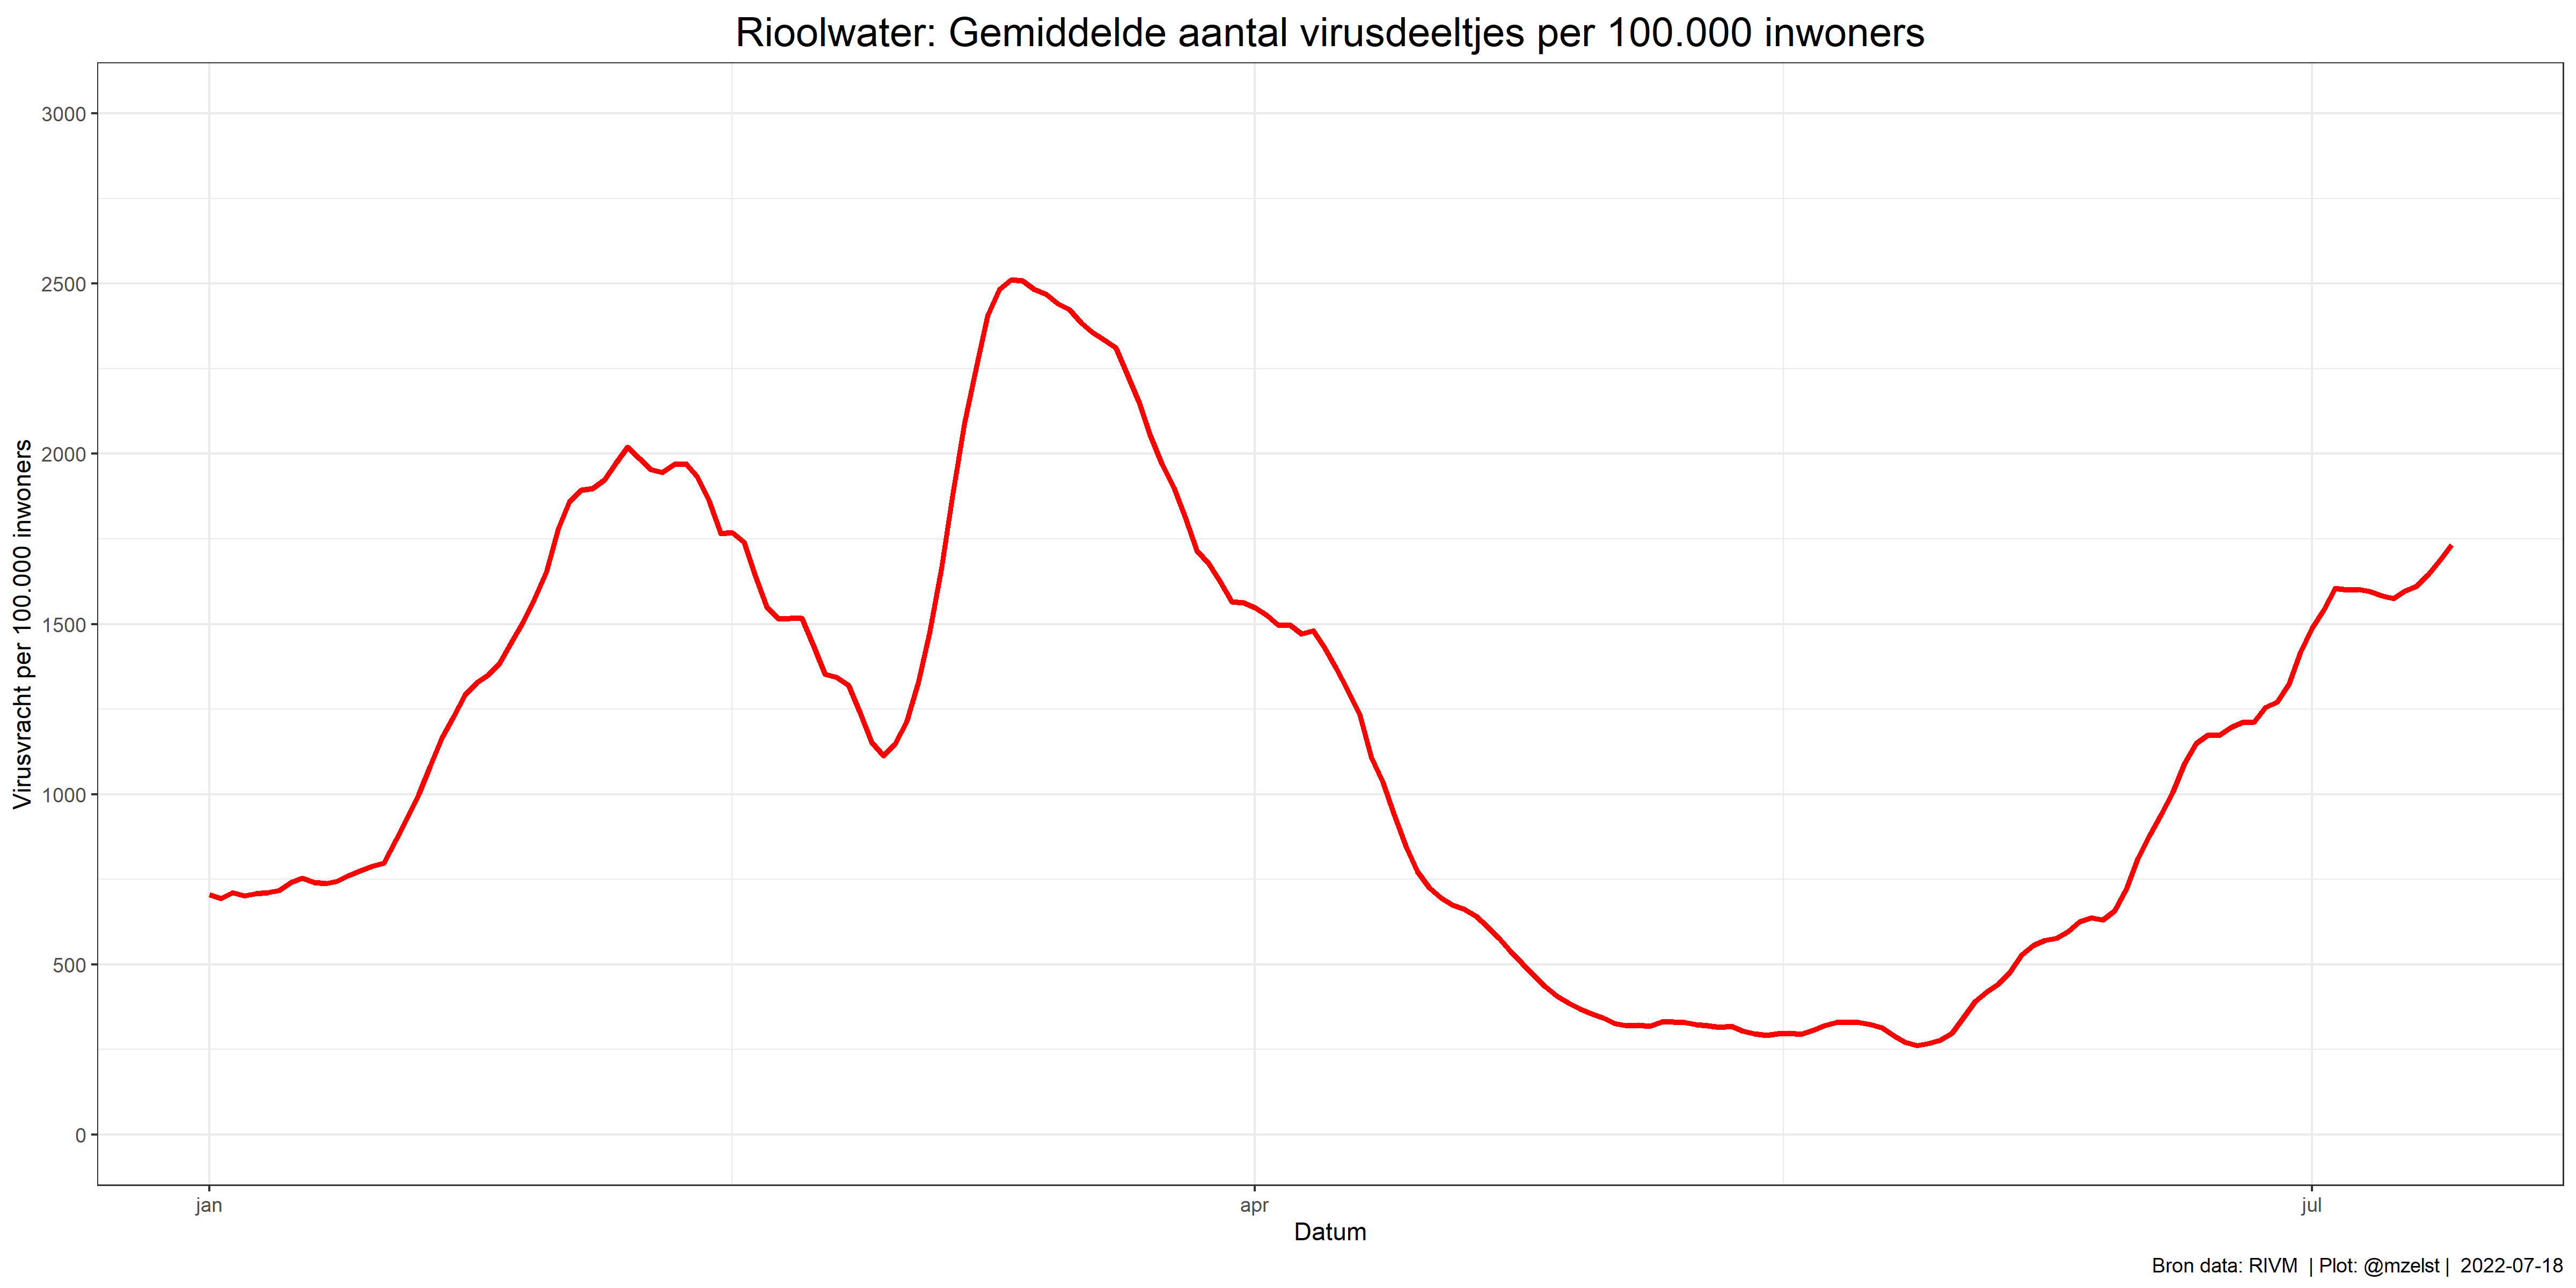 Rioolwater: Gemiddelde aantal virusdeeltjes per 100.000 inwoners
Virusvracht per 100.000 inwoners
3000
2500
2000
1500
1000
500
0
jan apr jul
Datum
Bron data: RIVM | Plot: @mzelst | 2022-07-18